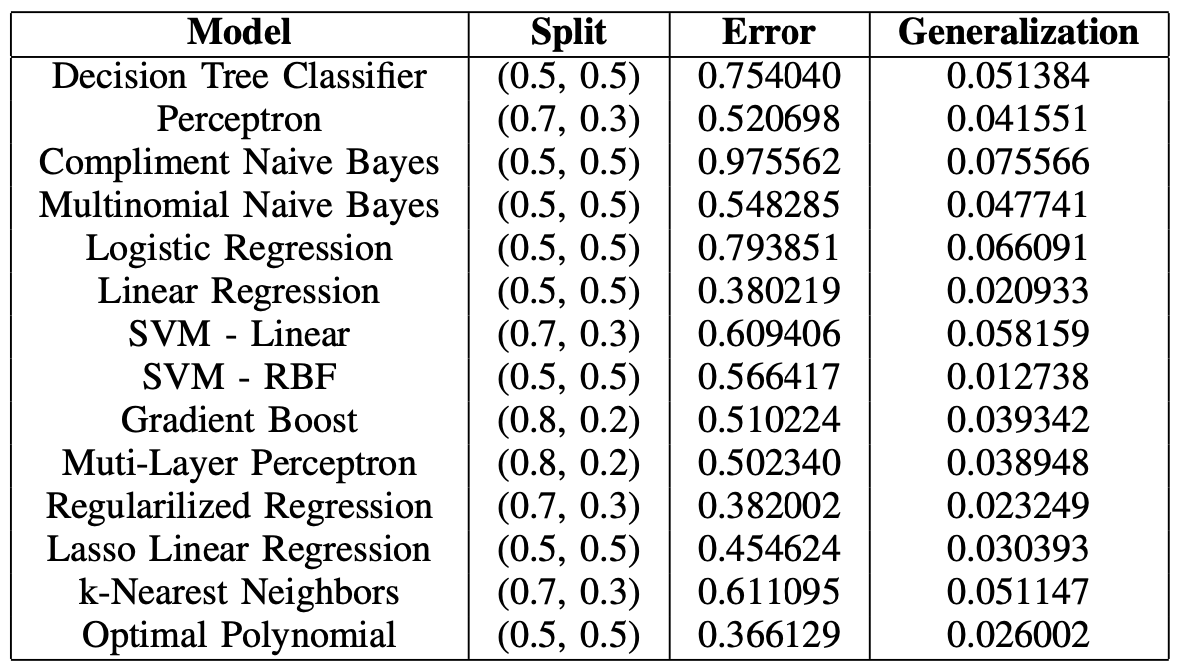 Model Split Error Generalization
Decision Tree Classifier (0.5, 0.5) 0.754040 0.051384
Perceptron (0.7, 0.3) 0.520698 0.041551
Compliment Naive Bayes (0.5, 0.5) 0.975562 0.075566
Multinomial Naive Bayes (0.5, 0.5) 0.548285 0.047741
Logistic Regression (0.5, 0.5) 0.793851 0.066091
Linear Regression (0.5, 0.5) 0.380219 0.020933
SVM - Linear (0.7, 0.3) 0.609406 0.058159
SVM - RBF (0.5, 0.5) 0.566417 0.012738
Gradient Boost (0.8, 0.2) 0.510224 0.039342
Muti-Layer Perceptron (0.8, 0.2) 0.502340 0.038948
Regularilized Regression (0.7, 0.3) 0.382002 0.023249
Lasso Linear Regression (0.5, 0.5) 0.454624 0.030393
k-Nearest Neighbors (0.7, 0.3) 0.611095 0.051147
Optimal Polynomial (0.5, 0.5) 0.366129 0.026002